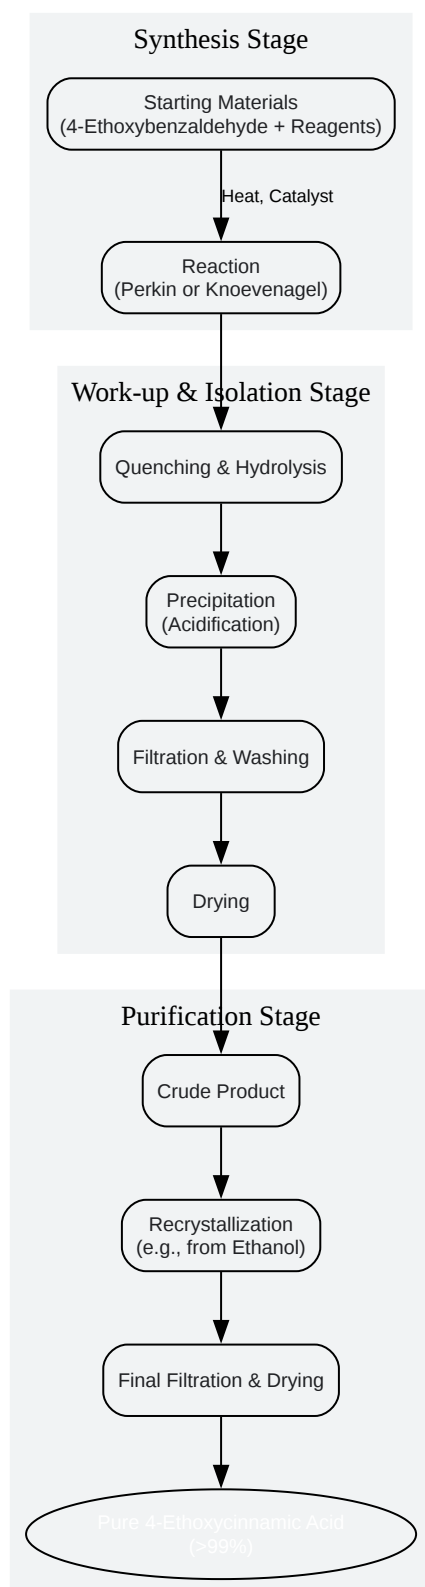 Synthesis Stage
Starting Materials
(4-Ethoxybenzaldehyde + Reagents)
Heat, Catalyst
Reaction
(Perkin or Knoevenagel)
Work-up & Isolation Stage
Quenching & Hydrolysis
Precipitation
(Acidification)
Filtration & Washing
Drying
Purification Stage
Crude Product
Recrystallization
(e.g., from Ethanol)
Final Filtration & Drying
Pure 4-Ethoxycinnamic Acid
(>99%)